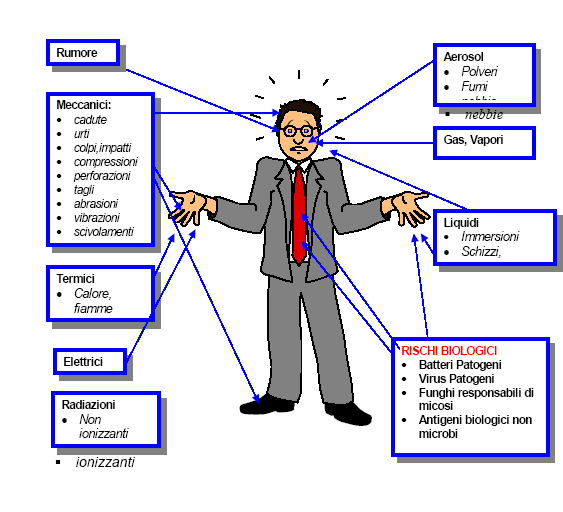 Rumore
Meccanici:
• cadute
• urti
• colpi,impatti
• compressioni
• perforazioni
• tagli
• abrasioni
• vibrazioni
• scivolamenti
Termici
• Calore,
fiamme
Elettrici
Radiazioni
• Non
ionizzanti
▪ ionizzanti
Aerosol
• Polveri
• Fumi
nebbie
▪ nebbie
Gas, Vapori
Liquidi
• Immersioni
• Schizzi,
RISCHI BIOLOGICI
• Batteri Patogeni
• Virus Patogeni
• Funghi responsabili di
micosi
• Antigeni biologici non
microbi